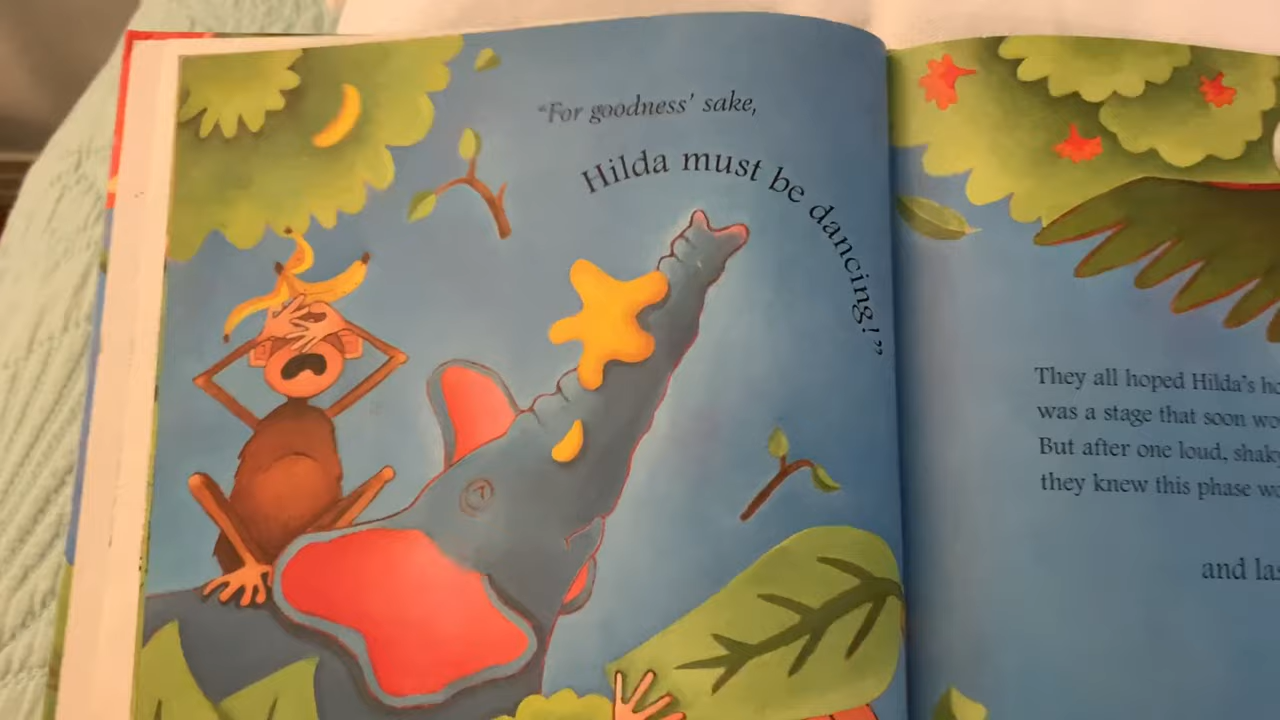 "For goodness' sake,
Hilda must be dancing!"
They all hoped Hilda's
was a stage that soon
But after one loud,
they knew this phase
and